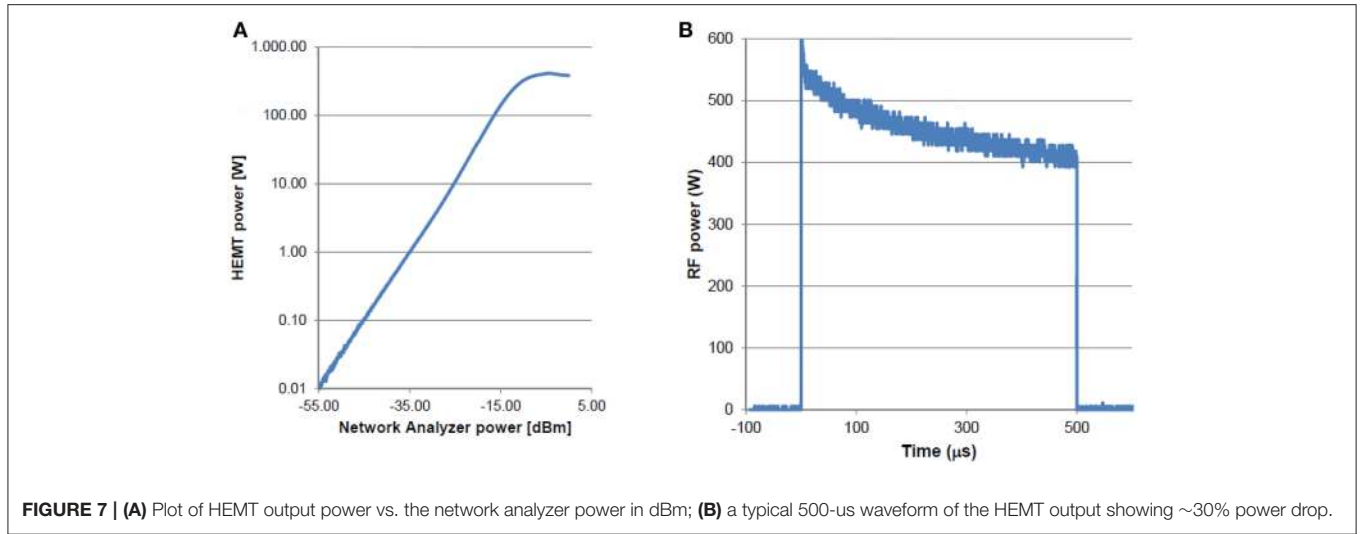 A
1.000.00
100.00
10.00
1.00
0.10
0.01
-55.00 -35.00 -15.00 5.00
HEMT power [W]
Network Analyzer power [dBm]
B
600
500
400
300
200
100
0
-100 100 300 500
RF power (W)
Time (µs)
FIGURE 7 | (A) Plot of HEMT output power vs. the network analyzer power in dBm; (B) a typical 500-us waveform of the HEMT output showing ∼30% power drop.